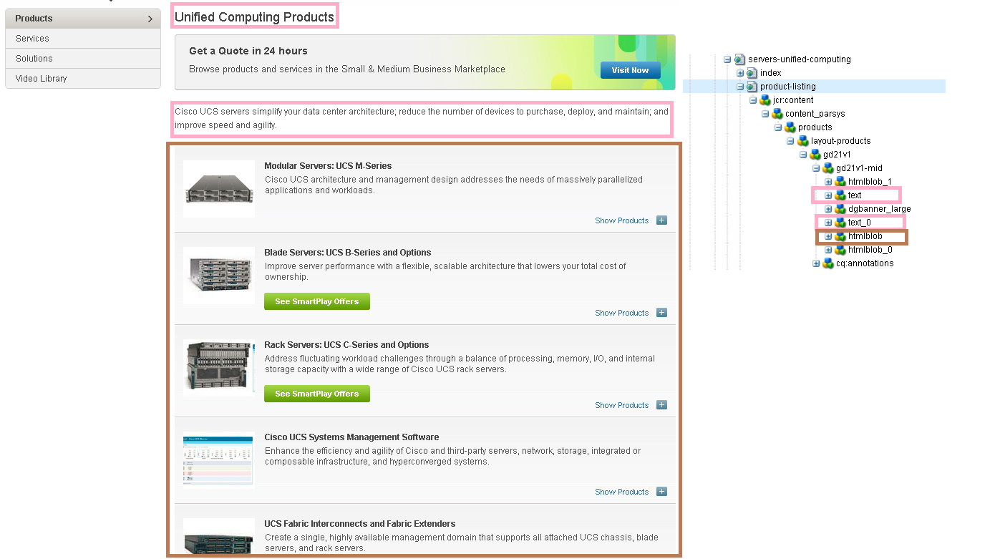 Products
Services
Solutions
Video Library
Unified Computing Products
Get a Quote in 24 hours
Browse products and services in the Small & Medium Business Marketplace
Visit Now
Cisco UCS servers simplify your data center architecture; reduce the number of devices to purchase, deploy, and maintain; and
improve speed and agility.
Modular Servers: UCS M-Series
Cisco UCS architecture and management design addresses the needs of massively parallelized
applications and workloads.
Show Products
Blade Servers: UCS B-Series and Options
Improve server performance with a flexible, scalable architecture that lowers your total cost of
ownership.
See SmartPlay Offers
Show Products
Rack Servers: UCS C-Series and Options
Address fluctuating workload challenges through a balance of processing, memory, I/O, and internal
storage capacity with a wide range of Cisco UCS rack servers.
See SmartPlay Offers
Show Products
Cisco UCS Systems Management Software
Enhance the efficiency and agility of Cisco and third-party servers, network, storage, integrated or
composable infrastructure, and hyperconverged systems.
Show Products
UCS Fabric Interconnects and Fabric Extenders
Create a single, highly available management domain that supports all attached UCS chassis, blade
servers, and rack servers.
servers-unified-computing
index
product-listing
jcr:content
content_parsys
products
layout-products
gd21v1
gd21v1-mid
htmlblob_1
text
dgbanner_large
text_0
htmlblob
htmlblob_0
cq:annotations